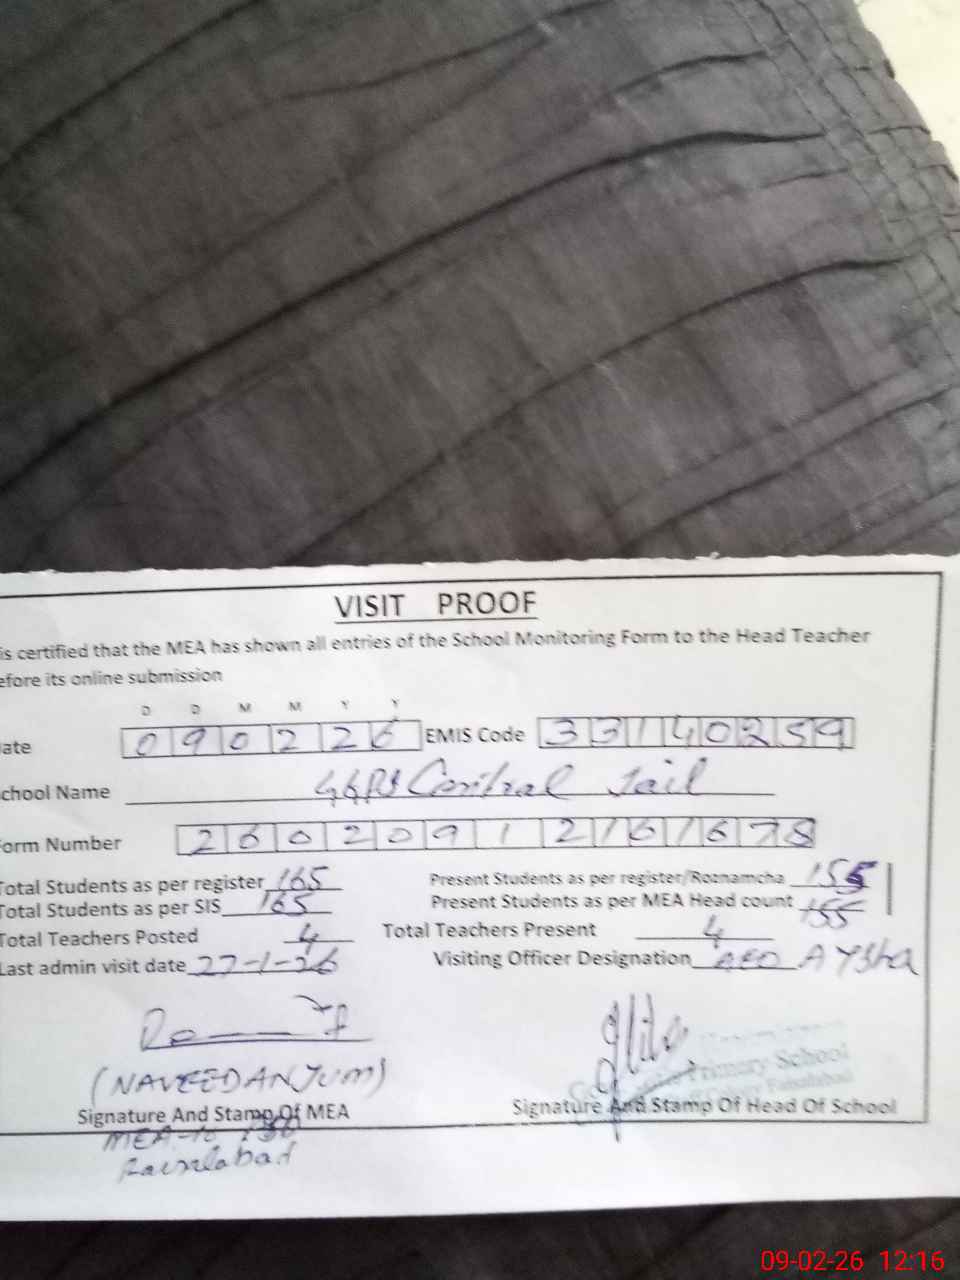 VISIT PROOF
is certified that the MEA has shown all entries of the School Monitoring Form to the Head Teacher
efore its online submission
D D M M Y Y
ate 0 9 0 2 2 6 EMIS Code 3 3 1 4 0 2 5 9
chool Name GGPS Central Jail
orm Number 2 6 0 2 0 9 1 2 1 6 1 6 7 8
Total Students as per register 165 Present Students as per register/Roznamcha 155
Total Students as per SIS 165 Present Students as per MEA Head count 155
Total Teachers Posted 4 Total Teachers Present 4
Last admin visit date 27-1-26 Visiting Officer Designation AEO AYSha
(NAVEED ANJUM)
Primary School
Faisalabad
Signature And Stamp Of MEA Signature And Stamp Of Head Of School
MEA
Faisalabad
09-02-26 12:16